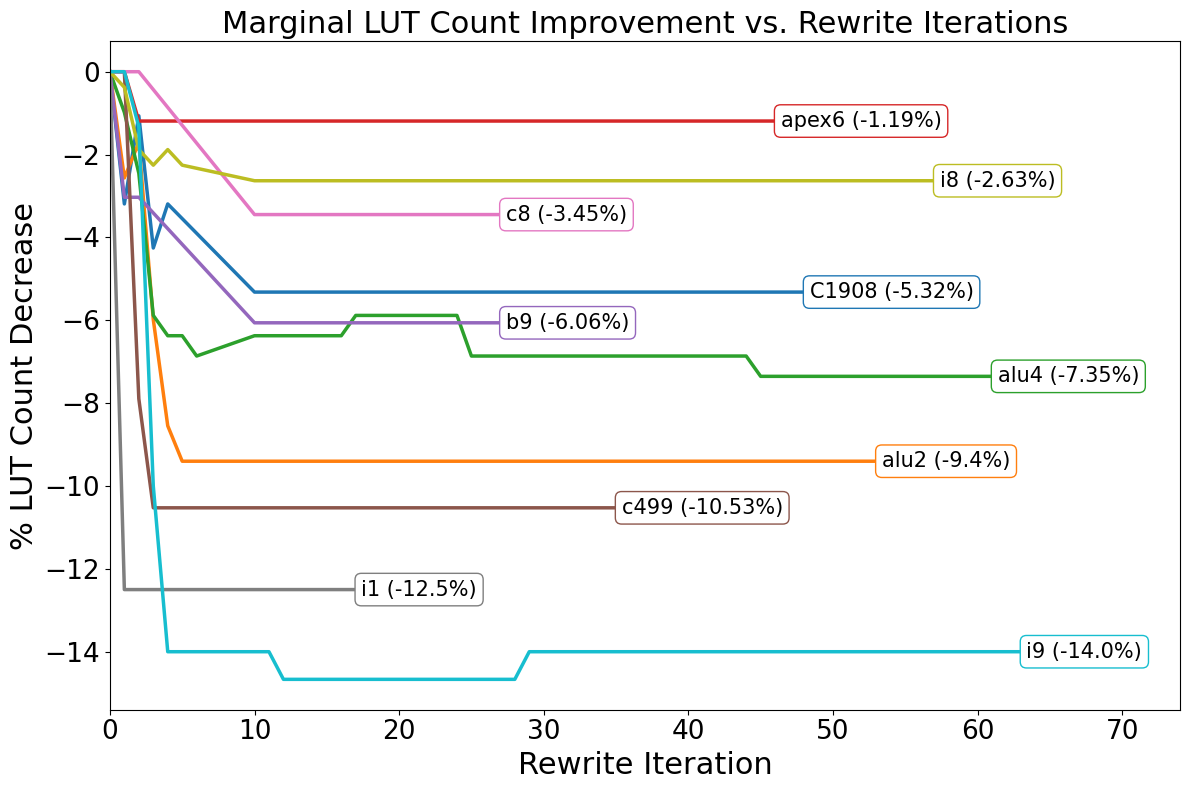 Marginal LUT Count Improvement vs. Rewrite Iterations
% LUT Count Decrease
0
−2
−4
−6
−8
−10
−12
−14
apex6 (-1.19%)
i8 (-2.63%)
c8 (-3.45%)
C1908 (-5.32%)
b9 (-6.06%)
alu4 (-7.35%)
alu2 (-9.4%)
c499 (-10.53%)
i1 (-12.5%)
i9 (-14.0%)
0 10 20 30 40 50 60 70
Rewrite Iteration